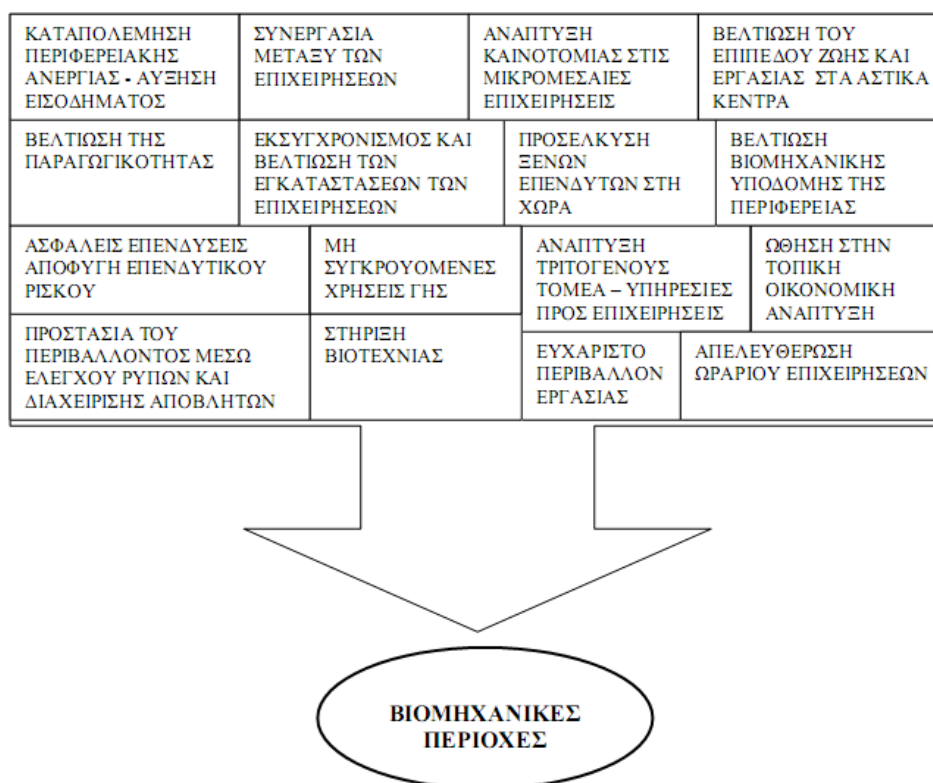 ΚΑΤΑΠΟΛΕΜΗΣΗ
ΠΕΡΙΦΕΡΕΙΑΚΗΣ
ΑΝΕΡΓΙΑΣ - ΑΥΞΗΣΗ
ΕΙΣΟΔΗΜΑΤΟΣ
ΣΥΝΕΡΓΑΣΙΑ
ΜΕΤΑΞΥ ΤΩΝ
ΕΠΙΧΕΙΡΗΣΕΩΝ
ΑΝΑΠΤΥΞΗ
ΚΑΙΝΟΤΟΜΙΑΣ ΣΤΙΣ
ΜΙΚΡΟΜΕΣΑΙΕΣ
ΕΠΙΧΕΙΡΗΣΕΙΣ
ΒΕΛΤΙΩΣΗ ΤΟΥ
ΕΠΙΠΕΔΟΥ ΖΩΗΣ ΚΑΙ
ΕΡΓΑΣΙΑΣ ΣΤΑ ΑΣΤΙΚΑ
ΚΕΝΤΡΑ
ΒΕΛΤΙΩΣΗ ΤΗΣ
ΠΑΡΑΓΩΓΙΚΟΤΗΤΑΣ
ΕΚΣΥΓΧΡΟΝΙΣΜΟΣ ΚΑΙ
ΒΕΛΤΙΩΣΗ ΤΩΝ
ΕΓΚΑΤΑΣΤΑΣΕΩΝ ΤΩΝ
ΕΠΙΧΕΙΡΗΣΕΩΝ
ΠΡΟΣΕΛΚΥΣΗ
ΞΕΝΩΝ
ΕΠΕΝΔΥΤΩΝ ΣΤΗ
ΧΩΡΑ
ΒΕΛΤΙΩΣΗ
ΒΙΟΜΗΧΑΝΙΚΗΣ
ΥΠΟΔΟΜΗΣ ΤΗΣ
ΠΕΡΙΦΕΡΕΙΑΣ
ΑΣΦΑΛΕΙΣ ΕΠΕΝΔΥΣΕΙΣ
ΑΠΟΦΥΓΗ ΕΠΕΝΔΥΤΙΚΟΥ
ΡΙΣΚΟΥ
ΜΗ
ΣΥΓΚΡΟΥΟΜΕΝΕΣ
ΧΡΗΣΕΙΣ ΓΗΣ
ΑΝΑΠΤΥΞΗ
ΤΡΙΤΟΓΕΝΟΥΣ
ΤΟΜΕΑ – ΥΠΗΡΕΣΙΕΣ
ΠΡΟΣ ΕΠΙΧΕΙΡΗΣΕΙΣ
ΩΘΗΣΗ ΣΤΗΝ
ΤΟΠΙΚΗ
ΟΙΚΟΝΟΜΙΚΗ
ΑΝΑΠΤΥΞΗ
ΠΡΟΣΤΑΣΙΑ ΤΟΥ
ΠΕΡΙΒΑΛΛΟΝΤΟΣ ΜΕΣΩ
ΕΛΕΓΧΟΥ ΡΥΠΩΝ ΚΑΙ
ΔΙΑΧΕΙΡΙΣΗΣ ΑΠΟΒΛΗΤΩΝ
ΣΤΗΡΙΞΗ
ΒΙΟΤΕΧΝΙΑΣ
ΕΥΧΑΡΙΣΤΟ
ΠΕΡΙΒΑΛΛΟΝ
ΕΡΓΑΣΙΑΣ
ΑΠΕΛΕΥΘΕΡΩΣΗ
ΩΡΑΡΙΟΥ ΕΠΙΧΕΙΡΗΣΕΩΝ
ΒΙΟΜΗΧΑΝΙΚΕΣ
ΠΕΡΙΟΧΕΣ